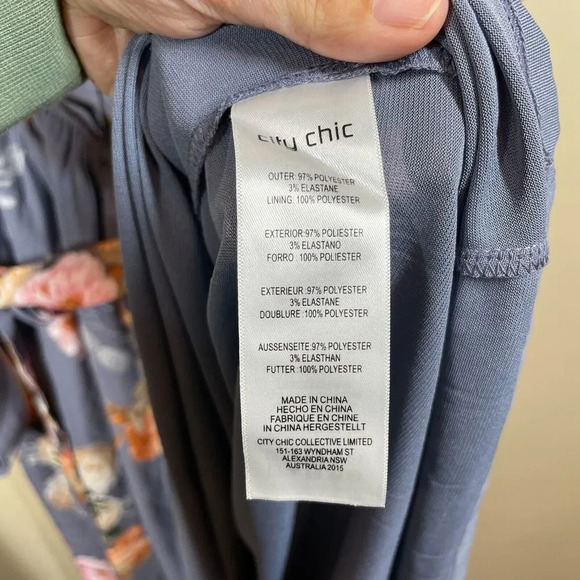 city chic
OUTER:97% POLYESTER
3% ELASTANE
LINING:100% POLYESTER
EXTERIOR:97% POLYESTER
3% ELASTANO
FORRO :100% POLYESTER
EXTERIEUR :97% POLYESTER
3% ELASTANE
DOUBLURE :100% POLYESTER
AUSSENSEITE:97% POLYESTER
3% ELASTHAN
FUTTER :100% POLYESTER
MADE IN CHINA
HECHO EN CHINA
FABRIQUE EN CHINE
IN CHINA HERGESTELLT
CITY CHIC COLLECTIVE LIMITED
151-163 WYNDHAM ST
ALEXANDRIA NSW
AUSTRALIA 2015